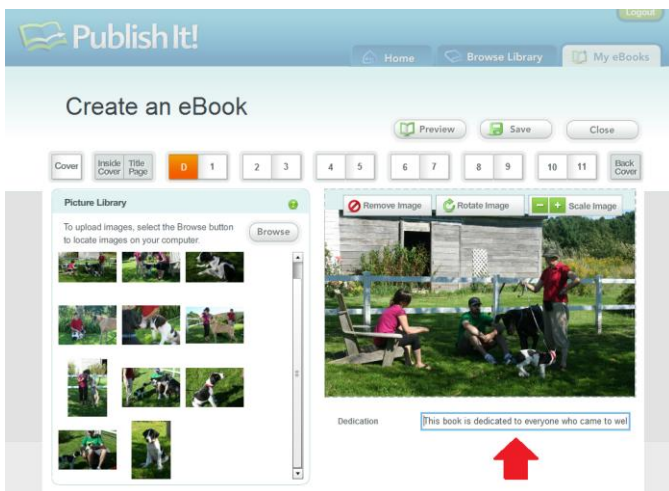 Logout
Publish It!
Home Browse Library My eBooks
Create an eBook
Preview Save Close
Cover Inside Cover Title Page D 1 2 3 4 5 6 7 8 9 10 11 Back Cover
Picture Library ?
To upload images, select the Browse button
to locate images on your computer.
Browse
Remove Image Rotate Image - + Scale Image
Dedication This book is dedicated to everyone who came to wel